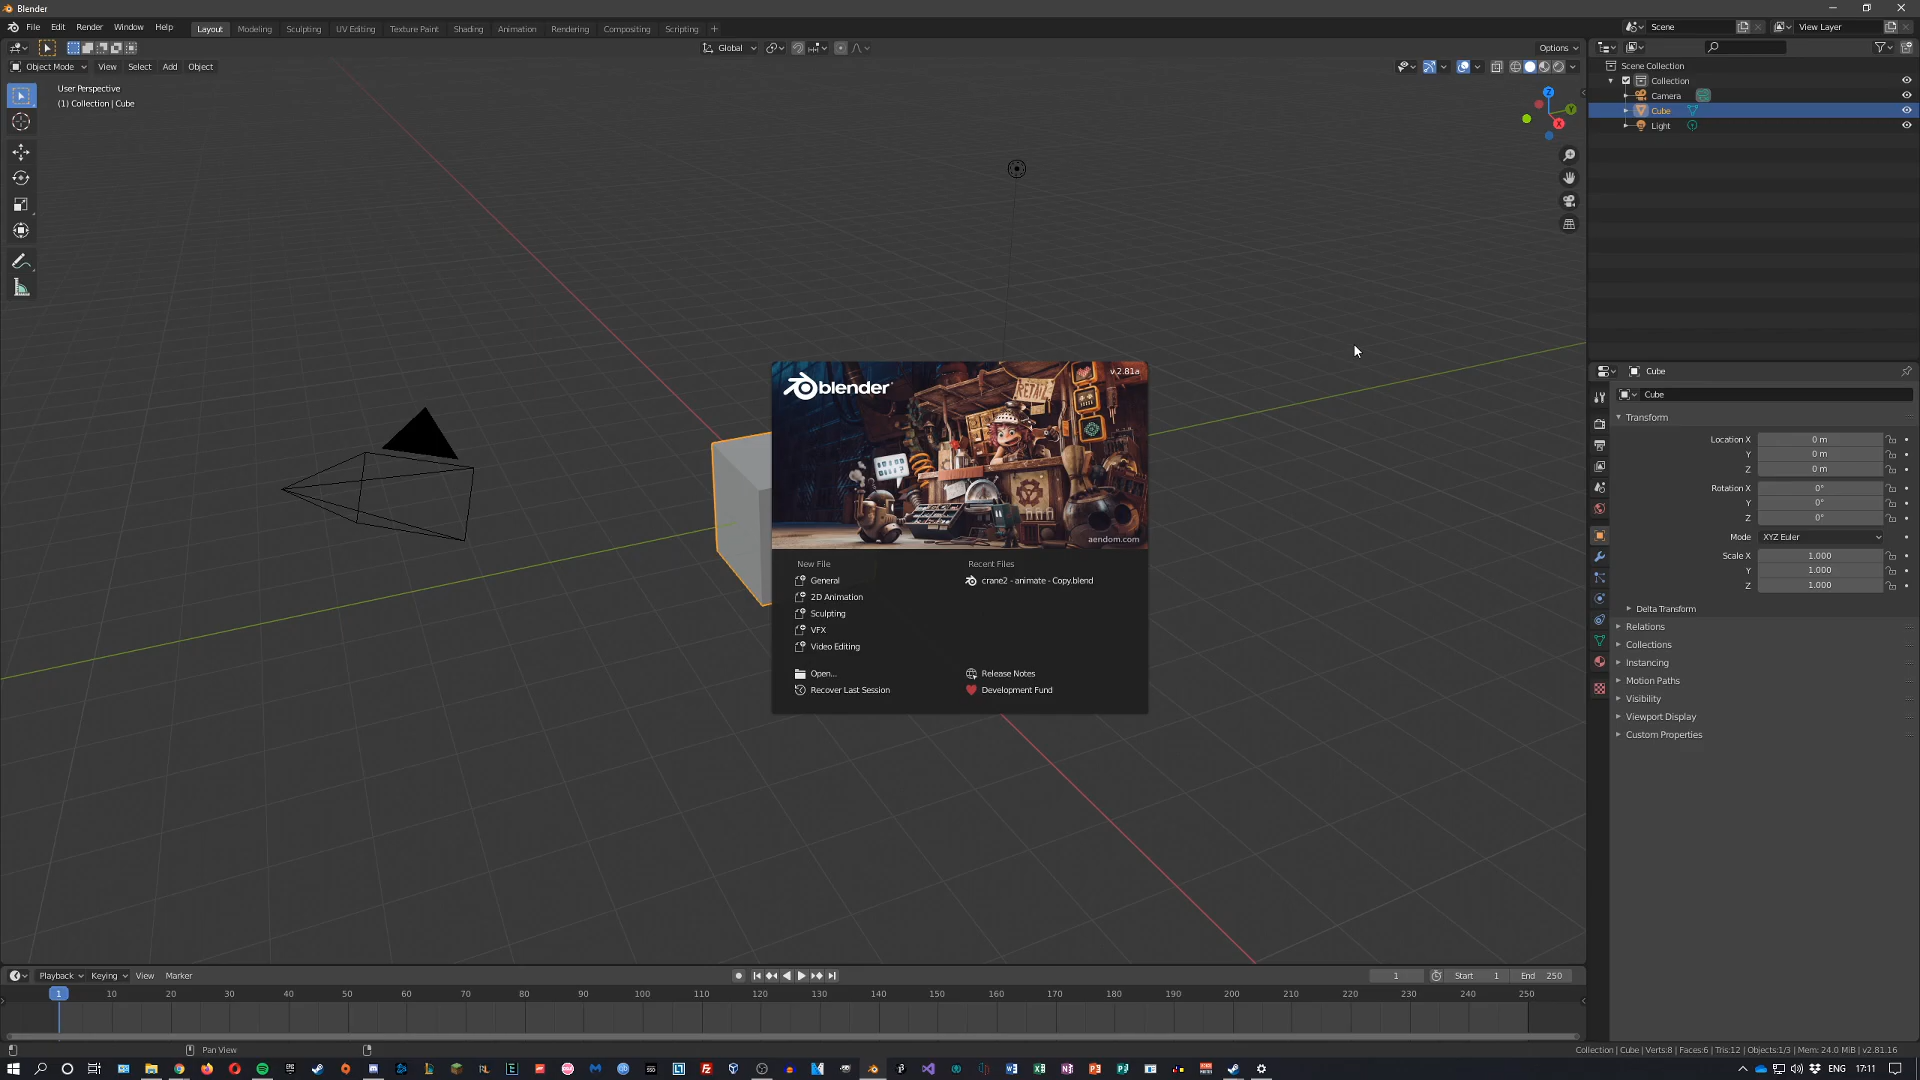 Blender
File Edit Render Window Help Layout Modeling Sculpting UV Editing Texture Paint Shading Animation Rendering Compositing Scripting + Scene View Layer
Global Options
Object Mode View Select Add Object
User Perspective
(1) Collection | Cube
Z
Y
X
Scene Collection
Collection
Camera
Cube
Light
blender
v 2.81a
aendom.com
New File
General
2D Animation
Sculpting
VFX
Video Editing
Open...
Recover Last Session
Recent Files
crane2 - animate - Copy.blend
Release Notes
Development Fund
Cube
Cube
Transform
Location X 0 m
Y 0 m
Z 0 m
Rotation X 0°
Y 0°
Z 0°
Mode XYZ Euler
Scale X 1.000
Y 1.000
Z 1.000
Delta Transform
Relations
Collections
Instancing
Motion Paths
Visibility
Viewport Display
Custom Properties
Playback Keying View Marker 1 Start 1 End 250
1 10 20 30 40 50 60 70 80 90 100 110 120 130 140 150 160 170 180 190 200 210 220 230 240 250
Pan View
Collection | Cube | Verts:8 | Faces:6 | Tris:12 | Objects:1/3 | Mem: 24.0 MiB | v2.81.16
ENG 17:11